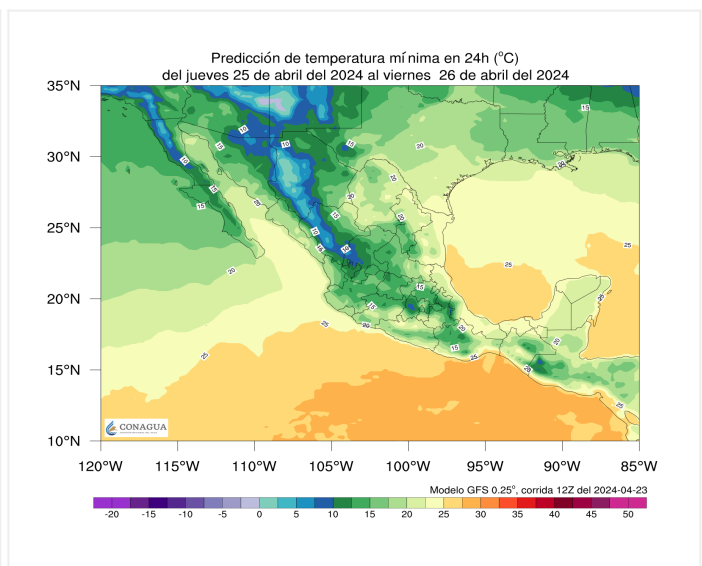 Predicción de temperatura mínima en 24h (°C)
del jueves 25 de abril del 2024 al viernes 26 de abril del 2024
35°N
30°N
25°N
20°N
15°N
10°N
120°W 115°W 110°W 105°W 100°W 95°W 90°W 85°W
CONAGUA
Modelo GFS 0.25°, corrida 12Z del 2024-04-23
-20 -15 -10 -5 0 5 10 15 20 25 30 35 40 45 50